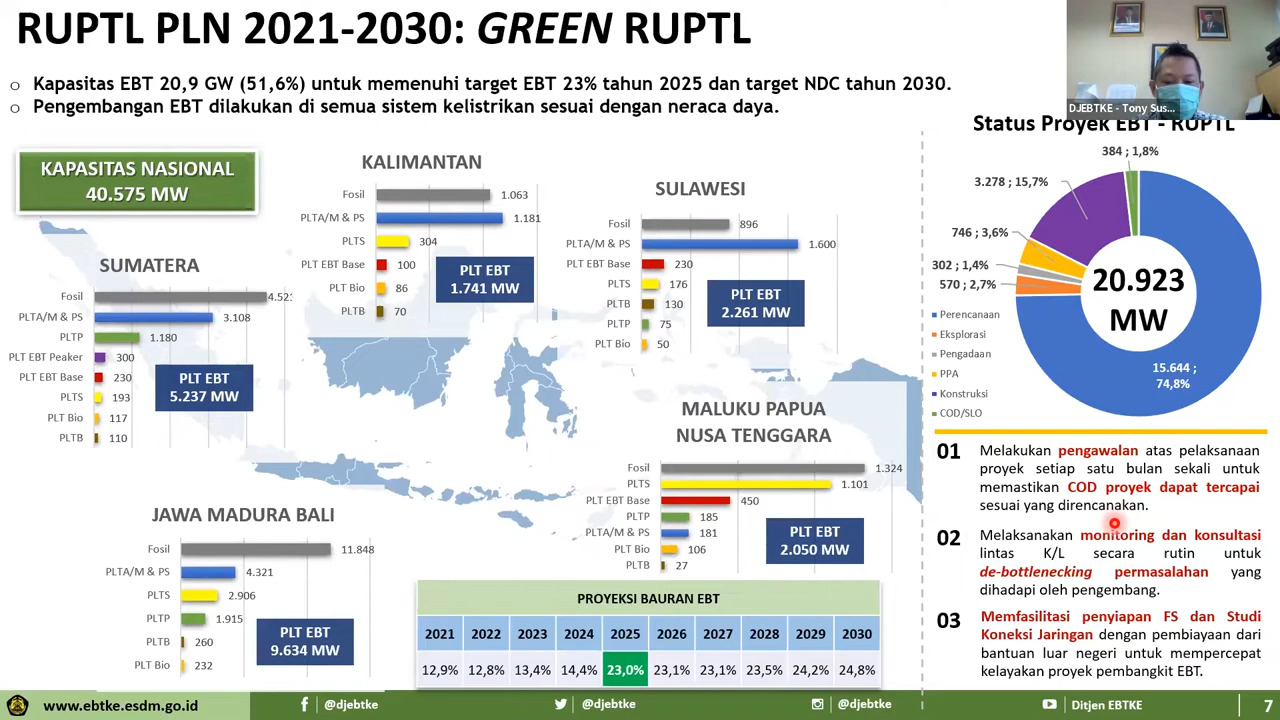 RUPTL PLN 2021-2030: GREEN RUPTL
o Kapasitas EBT 20,9 GW (51,6%) untuk memenuhi target EBT 23% tahun 2025 dan target NDC tahun 2030.
o Pengembangan EBT dilakukan di semua sistem kelistrikan sesuai dengan neraca daya.
DJEBTKE - Tony Sus...
KAPASITAS NASIONAL
40.575 MW
SUMATERA
Fosil 4.521
PLTA/M & PS 3.108
PLTP 1.180
PLT EBT Peaker 300
PLT EBT Base 230
PLTS 193
PLT Bio 117
PLTB 110
PLT EBT
5.237 MW
KALIMANTAN
Fosil 1.063
PLTA/M & PS 1.181
PLTS 304
PLT EBT Base 100
PLT Bio 86
PLTB 70
PLT EBT
1.741 MW
SULAWESI
Fosil 896
PLTA/M & PS 1.600
PLT EBT Base 230
PLTS 176
PLTB 130
PLTP 75
PLT Bio 50
PLT EBT
2.261 MW
JAWA MADURA BALI
Fosil 11.848
PLTA/M & PS 4.321
PLTS 2.906
PLTP 1.915
PLTB 260
PLT Bio 232
PLT EBT
9.634 MW
MALUKU PAPUA
NUSA TENGGARA
Fosil 1.324
PLTS 1.101
PLT EBT Base 450
PLTP 185
PLTA/M & PS 181
PLT Bio 106
PLTB 27
PLT EBT
2.050 MW
PROYEKSI BAURAN EBT
2021 2022 2023 2024 2025 2026 2027 2028 2029 2030
12,9% 12,8% 13,4% 14,4% 23,0% 23,1% 23,1% 23,5% 24,2% 24,8%
Status Proyek EBT - RUPTL
384 ; 1,8%
3.278 ; 15,7%
746 ; 3,6%
302 ; 1,4%
570 ; 2,7%
20.923
MW
15.644 ;
74,8%
Perencanaan
Eksplorasi
Pengadaan
PPA
Konstruksi
COD/SLO
01 Melakukan pengawalan atas pelaksanaan
proyek setiap satu bulan sekali untuk
memastikan COD proyek dapat tercapai
sesuai yang direncanakan.
02 Melaksanakan monitoring dan konsultasi
lintas K/L secara rutin untuk
de-bottlenecking permasalahan yang
dihadapi oleh pengembang.
03 Memfasilitasi penyiapan FS dan Studi
Koneksi Jaringan dengan pembiayaan dari
bantuan luar negeri untuk mempercepat
kelayakan proyek pembangkit EBT.
www.ebtke.esdm.go.id @djebtke @djebtke @djebtke Ditjen EBTKE 7